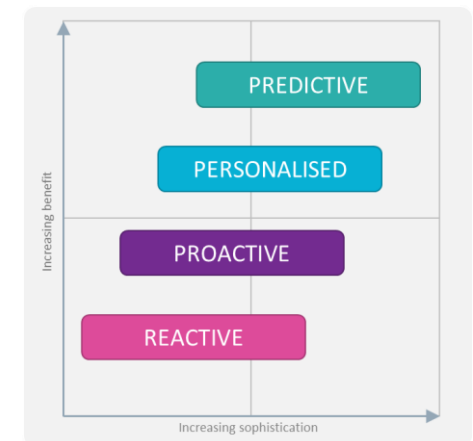 PREDICTIVE
PERSONALISED
PROACTIVE
REACTIVE
Increasing benefit
Increasing sophistication